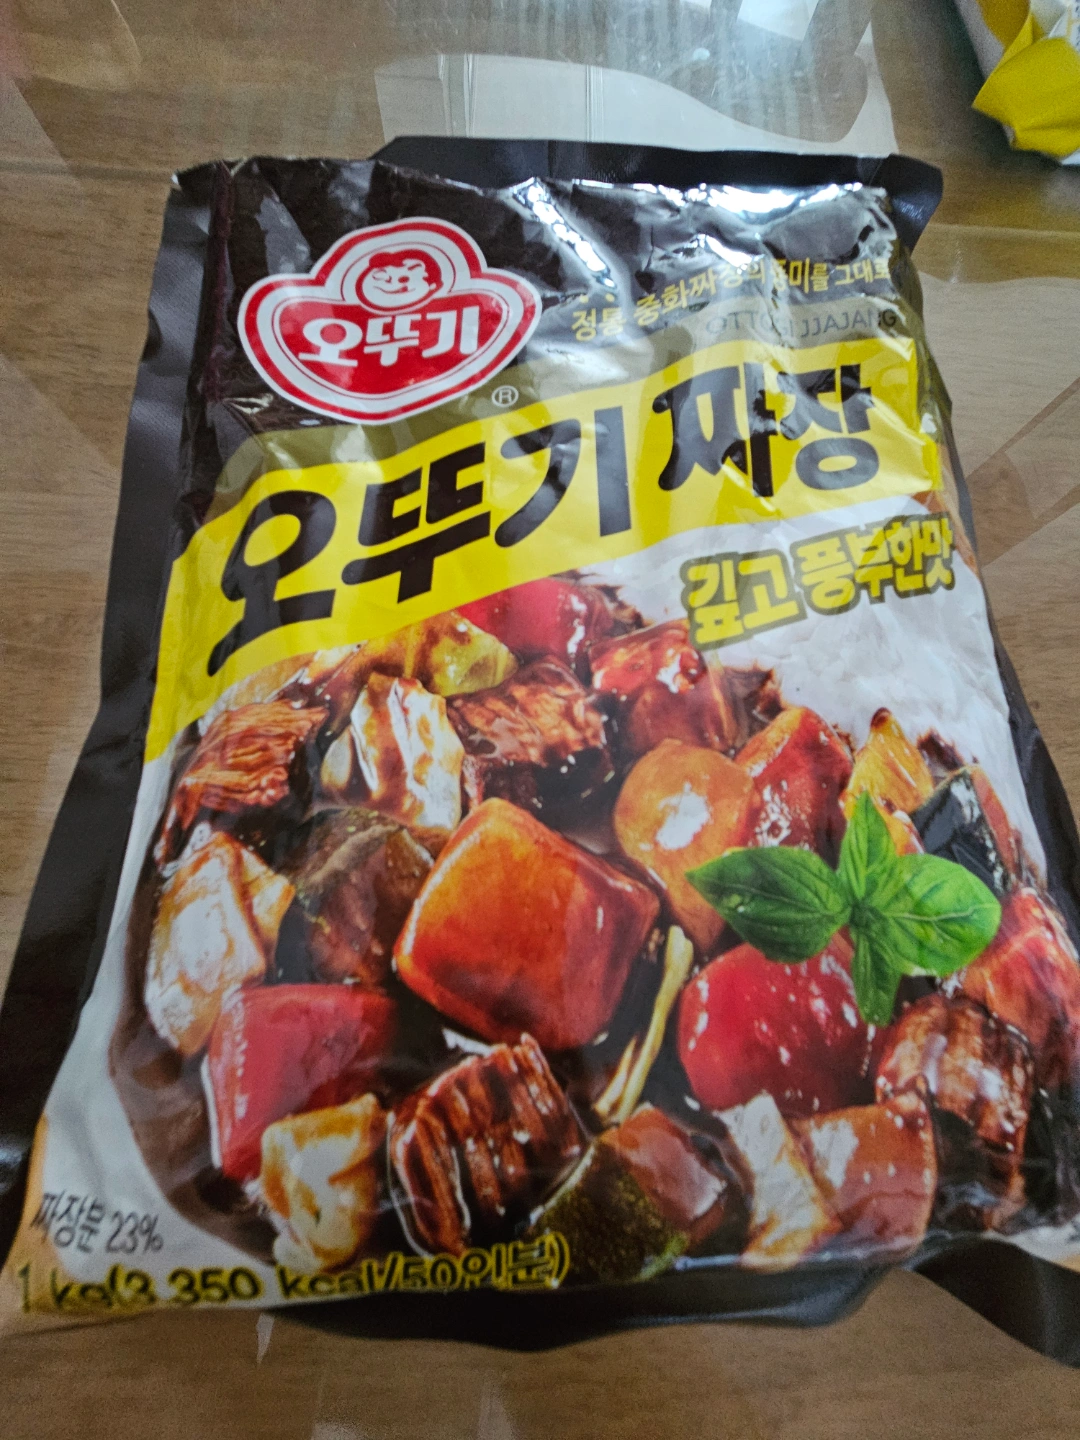 오뚜기
®
정통 중화짜장의 풍미를 그대로
OTTOGI JJAJANG
오뚜기 짜장
깊고 풍부한맛
짜장분 23%
1 kg(3,350 kcal/50인분)